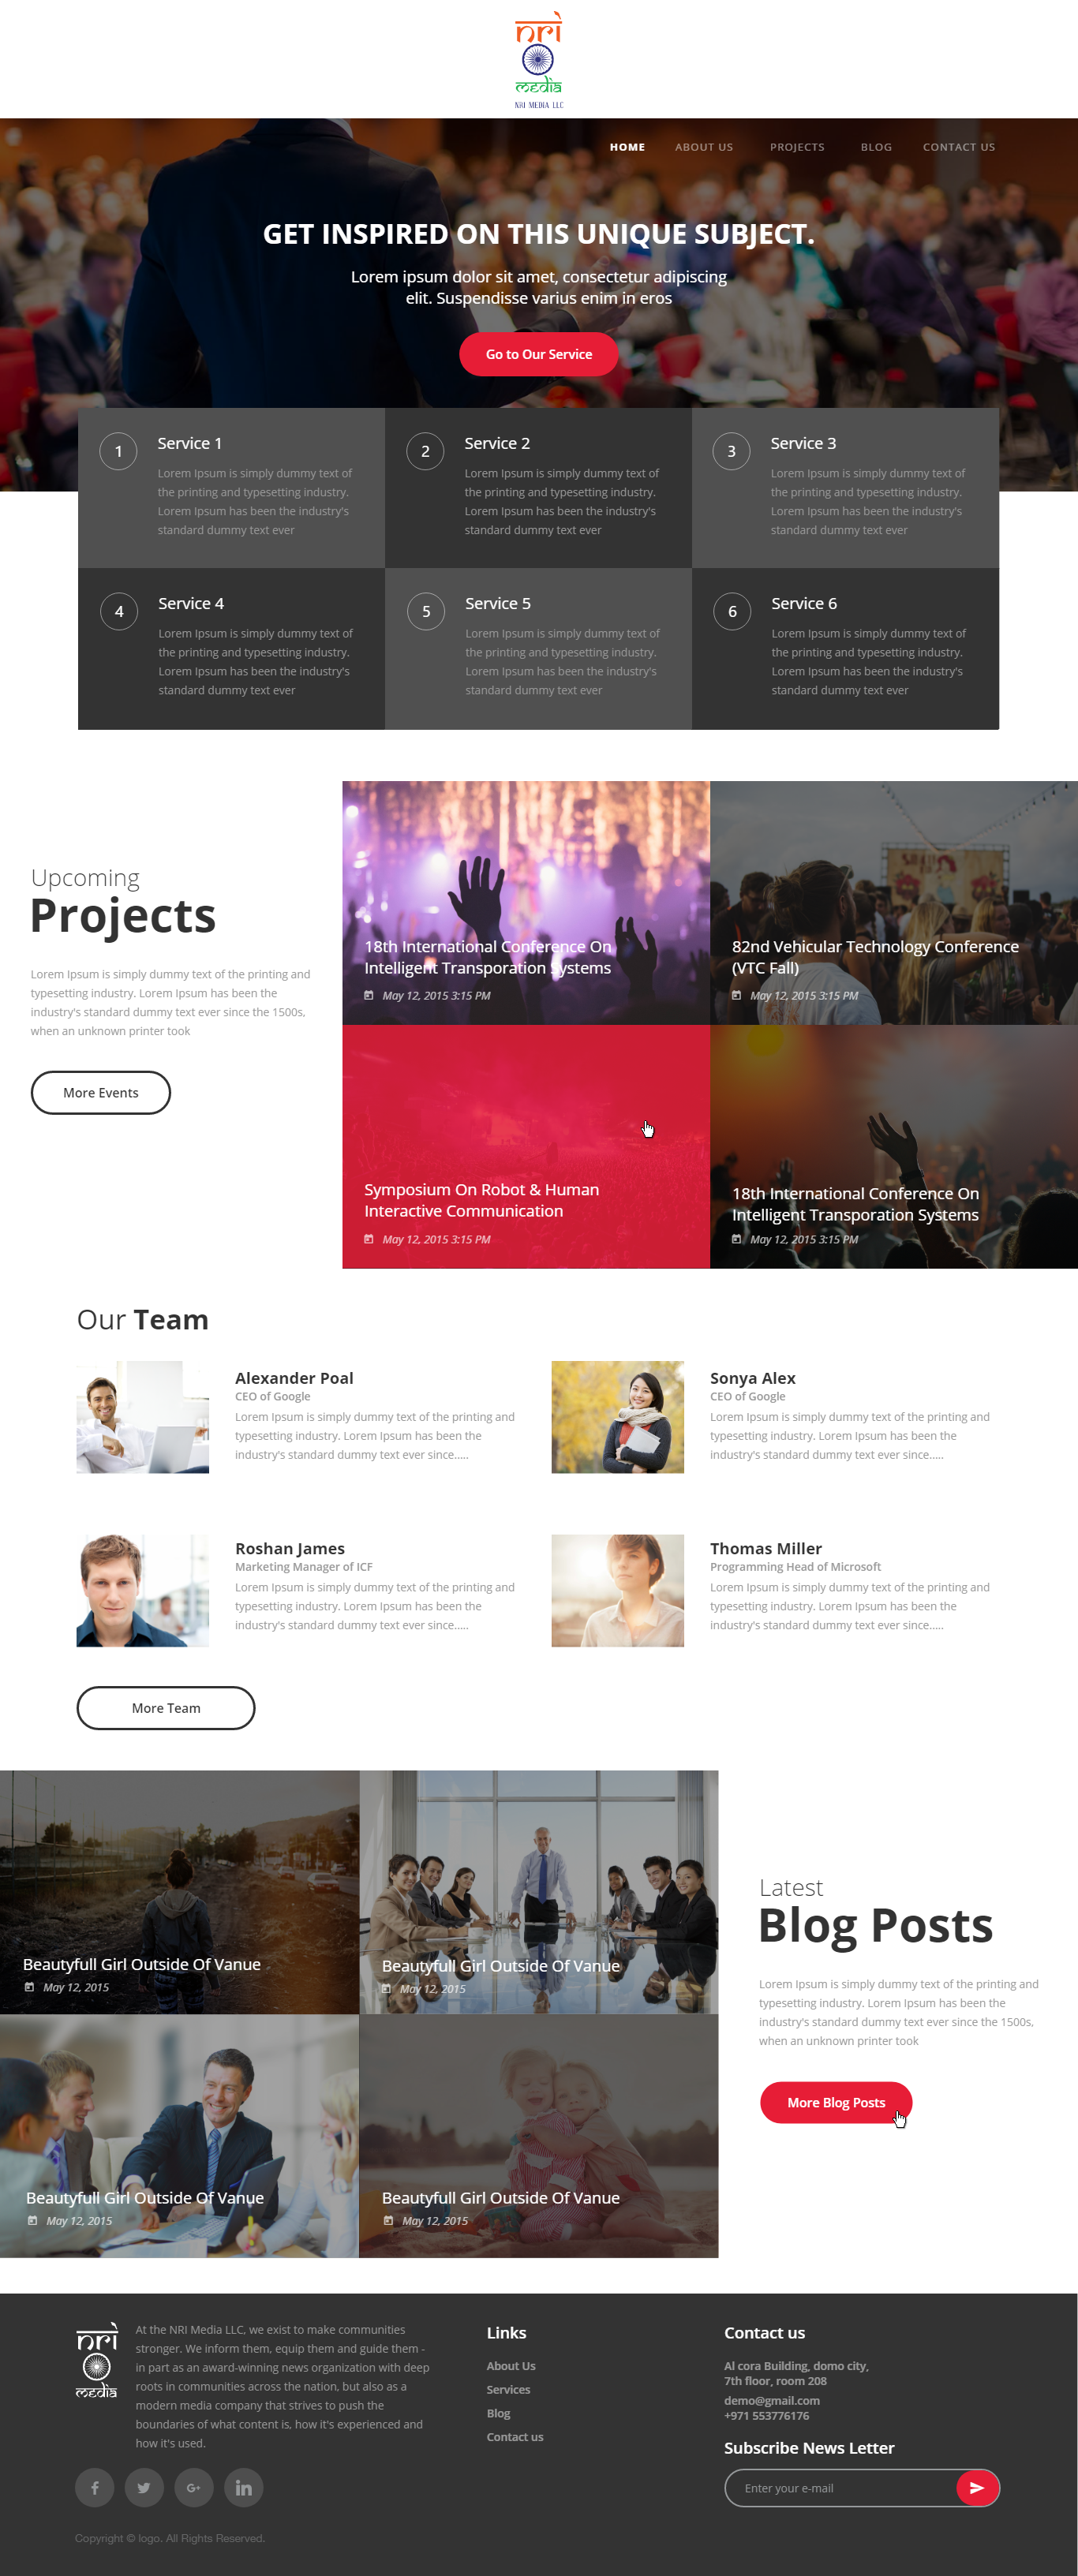 nri
media
NRI MEDIA LLC
HOME ABOUT US PROJECTS BLOG CONTACT US
GET INSPIRED ON THIS UNIQUE SUBJECT.
Lorem ipsum dolor sit amet, consectetur adipiscing
elit. Suspendisse varius enim in eros
Go to Our Service
1
Service 1
Lorem Ipsum is simply dummy text of
the printing and typesetting industry.
Lorem Ipsum has been the industry's
standard dummy text ever
2
Service 2
Lorem Ipsum is simply dummy text of
the printing and typesetting industry.
Lorem Ipsum has been the industry's
standard dummy text ever
3
Service 3
Lorem Ipsum is simply dummy text of
the printing and typesetting industry.
Lorem Ipsum has been the industry's
standard dummy text ever
4
Service 4
Lorem Ipsum is simply dummy text of
the printing and typesetting industry.
Lorem Ipsum has been the industry's
standard dummy text ever
5
Service 5
Lorem Ipsum is simply dummy text of
the printing and typesetting industry.
Lorem Ipsum has been the industry's
standard dummy text ever
6
Service 6
Lorem Ipsum is simply dummy text of
the printing and typesetting industry.
Lorem Ipsum has been the industry's
standard dummy text ever
Upcoming
Projects
Lorem Ipsum is simply dummy text of the printing and
typesetting industry. Lorem Ipsum has been the
industry's standard dummy text ever since the 1500s,
when an unknown printer took
More Events
18th International Conference On
Intelligent Transporation Systems
May 12, 2015 3:15 PM
82nd Vehicular Technology Conference
(VTC Fall)
May 12, 2015 3:15 PM
Symposium On Robot & Human
Interactive Communication
May 12, 2015 3:15 PM
18th International Conference On
Intelligent Transporation Systems
May 12, 2015 3:15 PM
Our Team
Alexander Poal
CEO of Google
Lorem Ipsum is simply dummy text of the printing and
typesetting industry. Lorem Ipsum has been the
industry's standard dummy text ever since.....
Sonya Alex
CEO of Google
Lorem Ipsum is simply dummy text of the printing and
typesetting industry. Lorem Ipsum has been the
industry's standard dummy text ever since.....
Roshan James
Marketing Manager of ICF
Lorem Ipsum is simply dummy text of the printing and
typesetting industry. Lorem Ipsum has been the
industry's standard dummy text ever since.....
Thomas Miller
Programming Head of Microsoft
Lorem Ipsum is simply dummy text of the printing and
typesetting industry. Lorem Ipsum has been the
industry's standard dummy text ever since.....
More Team
Beautyfull Girl Outside Of Vanue
May 12, 2015
Beautyfull Girl Outside Of Vanue
May 12, 2015
Beautyfull Girl Outside Of Vanue
May 12, 2015
Beautyfull Girl Outside Of Vanue
May 12, 2015
Latest
Blog Posts
Lorem Ipsum is simply dummy text of the printing and
typesetting industry. Lorem Ipsum has been the
industry's standard dummy text ever since the 1500s,
when an unknown printer took
More Blog Posts
nri
media
At the NRI Media LLC, we exist to make communities
stronger. We inform them, equip them and guide them -
in part as an award-winning news organization with deep
roots in communities across the nation, but also as a
modern media company that strives to push the
boundaries of what content is, how it's experienced and
how it's used.
f G+ in
Copyright © logo. All Rights Reserved.
Links
About Us
Services
Blog
Contact us
Contact us
Al cora Building, domo city,
7th floor, room 208
demo@gmail.com
+971 553776176
Subscribe News Letter
Enter your e-mail